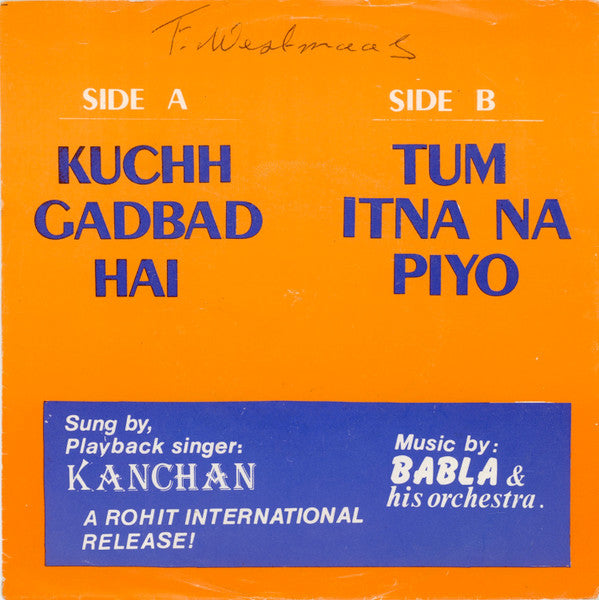 T. Westmaas
SIDE A
KUCHH
GADBAD
HAI
SIDE B
TUM
ITNA NA
PIYO
Sung by,
Playback singer:
KANCHAN
A ROHIT INTERNATIONAL
RELEASE!
Music by:
BABLA &
his orchestra.